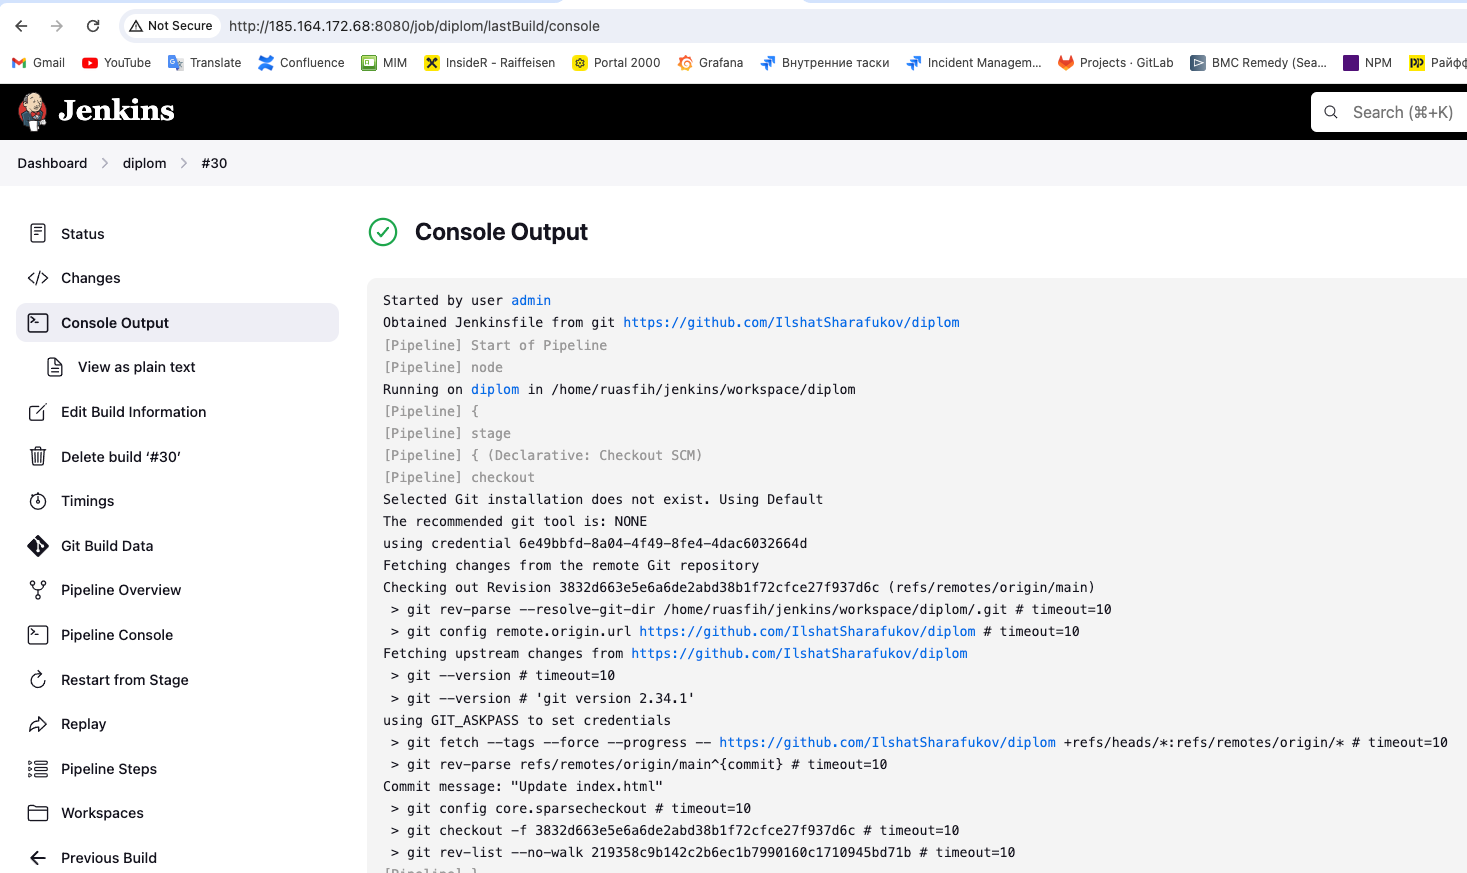 Not Secure http://185.164.172.68:8080/job/diplom/lastBuild/console
Gmail YouTube Translate Confluence MIM InsideR - Raiffeisen Portal 2000 Grafana Внутренние таски Incident Managem... Projects · GitLab BMC Remedy (Sea... NPM Райфф
Jenkins
Search (⌘+K)
Dashboard diplom #30
Status
Changes
Console Output
View as plain text
Edit Build Information
Delete build ‘#30’
Timings
Git Build Data
Pipeline Overview
Pipeline Console
Restart from Stage
Replay
Pipeline Steps
Workspaces
Previous Build
Console Output
Started by user admin
Obtained Jenkinsfile from git https://github.com/IlshatSharafukov/diplom
[Pipeline] Start of Pipeline
[Pipeline] node
Running on diplom in /home/ruasfih/jenkins/workspace/diplom
[Pipeline] {
[Pipeline] stage
[Pipeline] { (Declarative: Checkout SCM)
[Pipeline] checkout
Selected Git installation does not exist. Using Default
The recommended git tool is: NONE
using credential 6e49bbfd-8a04-4f49-8fe4-4dac6032664d
Fetching changes from the remote Git repository
Checking out Revision 3832d663e5e6a6de2abd38b1f72cfce27f937d6c (refs/remotes/origin/main)
> git rev-parse --resolve-git-dir /home/ruasfih/jenkins/workspace/diplom/.git # timeout=10
> git config remote.origin.url https://github.com/IlshatSharafukov/diplom # timeout=10
Fetching upstream changes from https://github.com/IlshatSharafukov/diplom
> git --version # timeout=10
> git --version # 'git version 2.34.1'
using GIT_ASKPASS to set credentials
> git fetch --tags --force --progress -- https://github.com/IlshatSharafukov/diplom +refs/heads/*:refs/remotes/origin/* # timeout=10
> git rev-parse refs/remotes/origin/main^{commit} # timeout=10
Commit message: "Update index.html"
> git config core.sparsecheckout # timeout=10
> git checkout -f 3832d663e5e6a6de2abd38b1f72cfce27f937d6c # timeout=10
> git rev-list --no-walk 219358c9b142c2b6ec1b7990160c1710945bd71b # timeout=10
[Pipeline] }